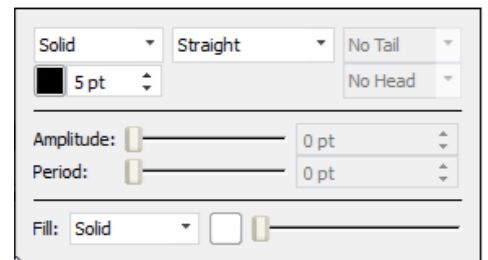 Solid Straight No Tail
5 pt No Head
Amplitude: 0 pt
Period: 0 pt
Fill: Solid